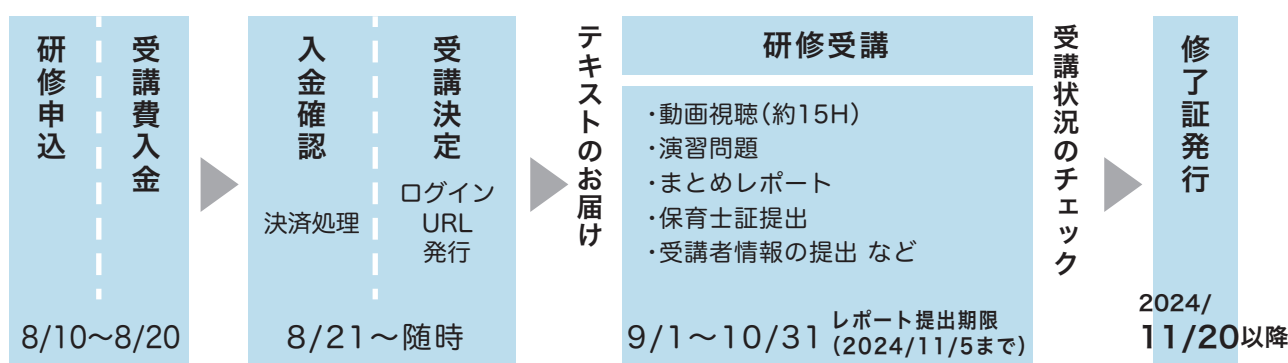 研修申込
受講費入金
8/10〜8/20
入金確認
決済処理
受講決定
ログイン
URL
発行
8/21〜随時
テキストのお届け
研修受講
・動画視聴(約15H)
・演習問題
・まとめレポート
・保育士証提出
・受講者情報の提出 など
9/1〜10/31
レポート提出期限
(2024/11/5まで)
受講状況のチェック
修了証発行
2024/
11/20以降